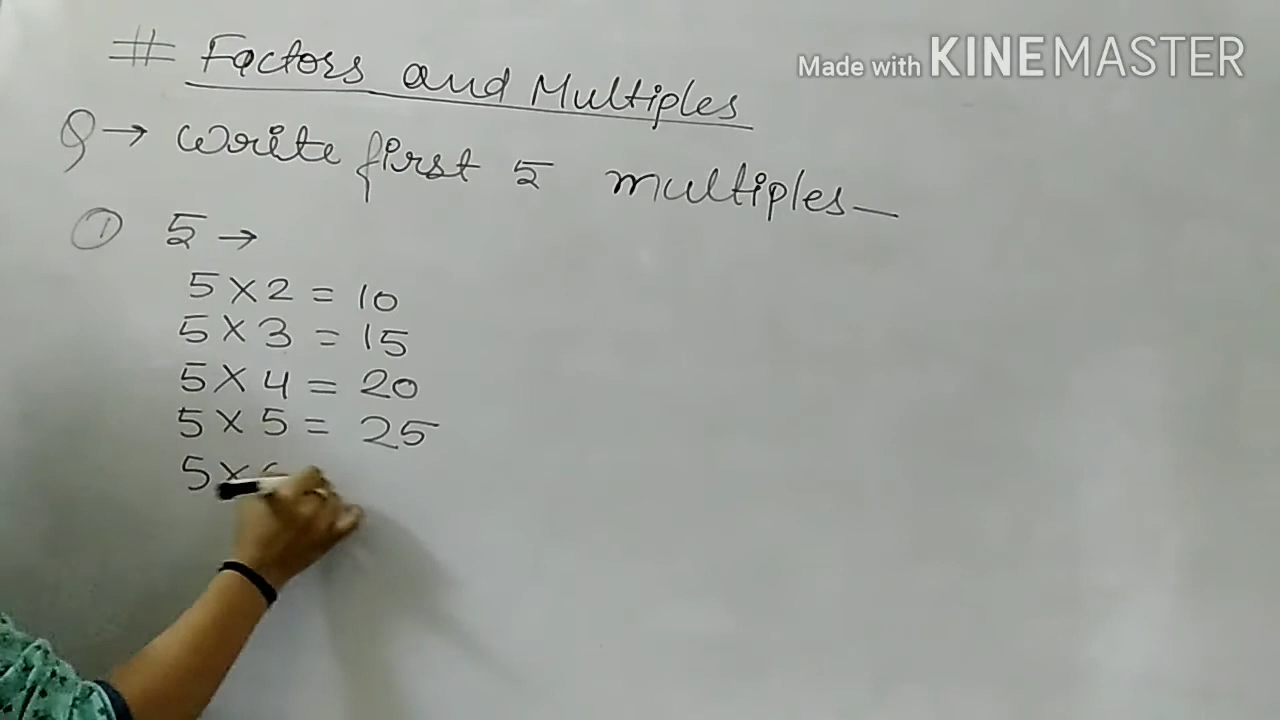 Made with KINEMASTER
# Factors and Multiples
Q → Write first 5 multiples —
① 5 →
5 × 2 = 10
5 × 3 = 15
5 × 4 = 20
5 × 5 = 25
5 ×